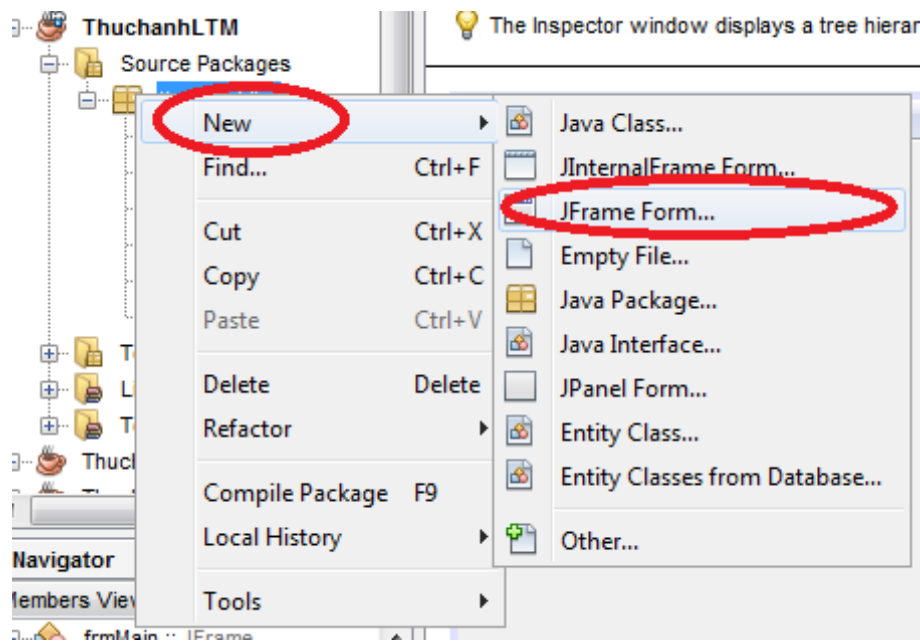 ThuchanhLTM
The Inspector window displays a tree hierar
Source Packages
New
Find... Ctrl+F
Cut Ctrl+X
Copy Ctrl+C
Paste Ctrl+V
Delete Delete
Refactor
Compile Package F9
Local History
Tools
Java Class...
JInternalFrame Form...
JFrame Form...
Empty File...
Java Package...
Java Interface...
JPanel Form...
Entity Class...
Entity Classes from Database...
Other...
Navigator
Members View
frmMain :: JFrame